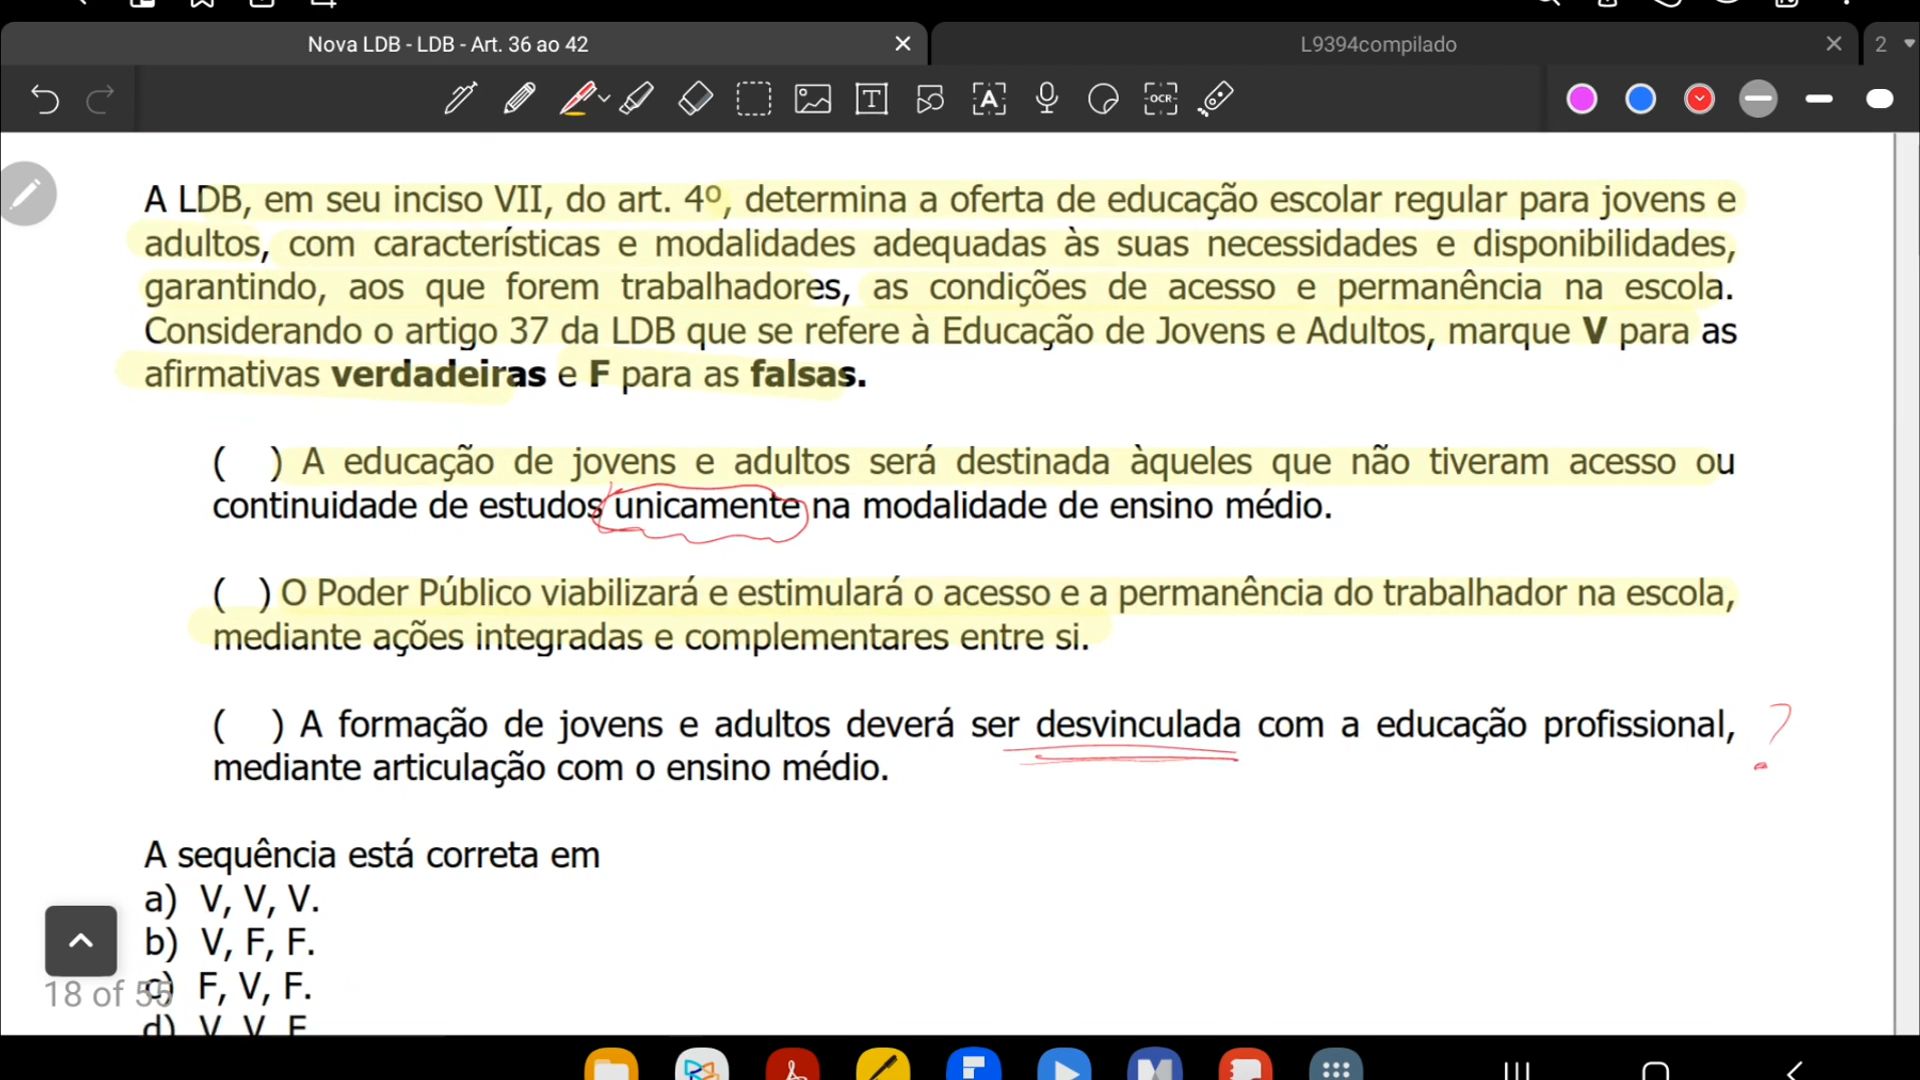 Nova LDB - LDB - Art. 36 ao 42
L9394compilado
2
T
A
OCR
A LDB, em seu inciso VII, do art. 4º, determina a oferta de educação escolar regular para jovens e
adultos, com características e modalidades adequadas às suas necessidades e disponibilidades,
garantindo, aos que forem trabalhadores, as condições de acesso e permanência na escola.
Considerando o artigo 37 da LDB que se refere à Educação de Jovens e Adultos, marque V para as
afirmativas verdadeiras e F para as falsas.
( ) A educação de jovens e adultos será destinada àqueles que não tiveram acesso ou
continuidade de estudos unicamente na modalidade de ensino médio.
( ) O Poder Público viabilizará e estimulará o acesso e a permanência do trabalhador na escola,
mediante ações integradas e complementares entre si.
( ) A formação de jovens e adultos deverá ser desvinculada com a educação profissional, ?
mediante articulação com o ensino médio.
A sequência está correta em
a) V, V, V.
b) V, F, F.
c) F, V, F.
d) V, V, F
18 of 55